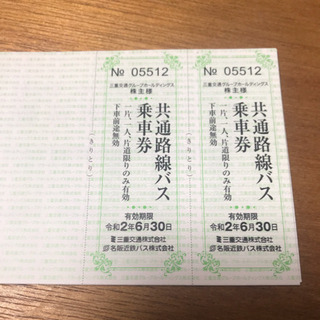 № 05512
三重交通グループホールディングス
株主様
共通路線バス
乗車券
一片、一人、片道限りのみ有効
下車前途無効
(きりとり)
有効期限
令和2年6月30日
三重交通株式会社
名阪近鉄バス株式会社
№ 05512
三重交通グループホールディングス
株主様
共通路線バス
乗車券
一片、一人、片道限りのみ有効
下車前途無効
(きりとり)
有効期限
令和2年6月30日
三重交通株式会社
名阪近鉄バス株式会社